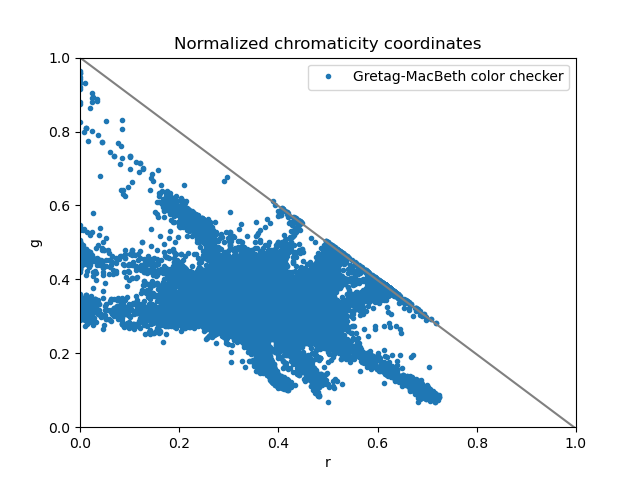 Normalized chromaticity coordinates
Gretag-MacBeth color checker
1.0
0.8
0.6
g
0.4
0.2
0.0
0.0 0.2 0.4 0.6 0.8 1.0
r